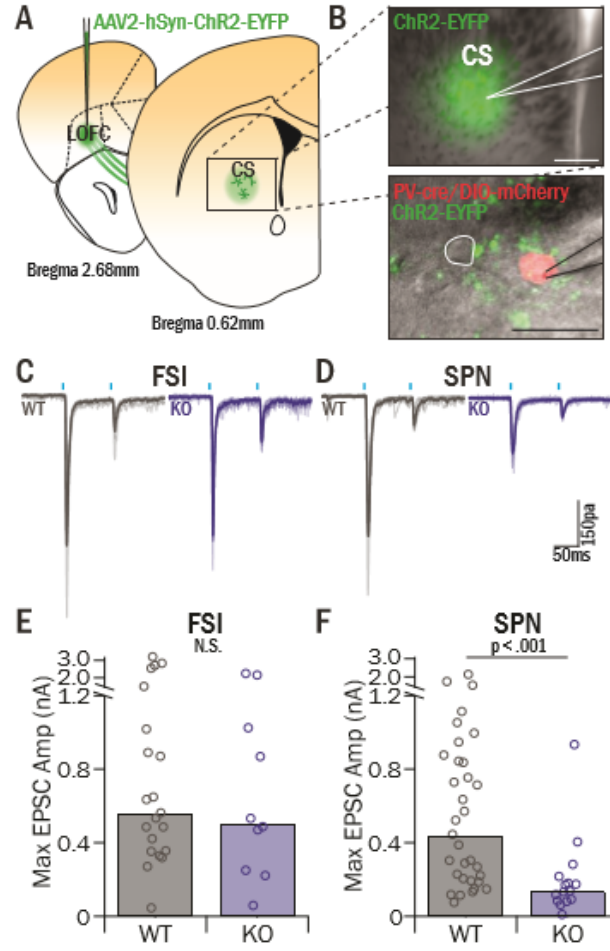 A
AAV2-hSyn-ChR2-EYFP
LOFC
CS
Bregma 2.68mm
Bregma 0.62mm
B
ChR2-EYFP
CS
PV-cre/DIO-mCherry
ChR2-EYFP
C
FSI
WT
KO
D
SPN
WT
KO
150pa
50ms
E
FSI
N.S.
Max EPSC Amp (nA)
3.0
2.0
1.2
0.8
0.4
0
WT
KO
F
SPN
p < .001
Max EPSC Amp (nA)
3.0
2.0
1.2
0.8
0.4
0
WT
KO